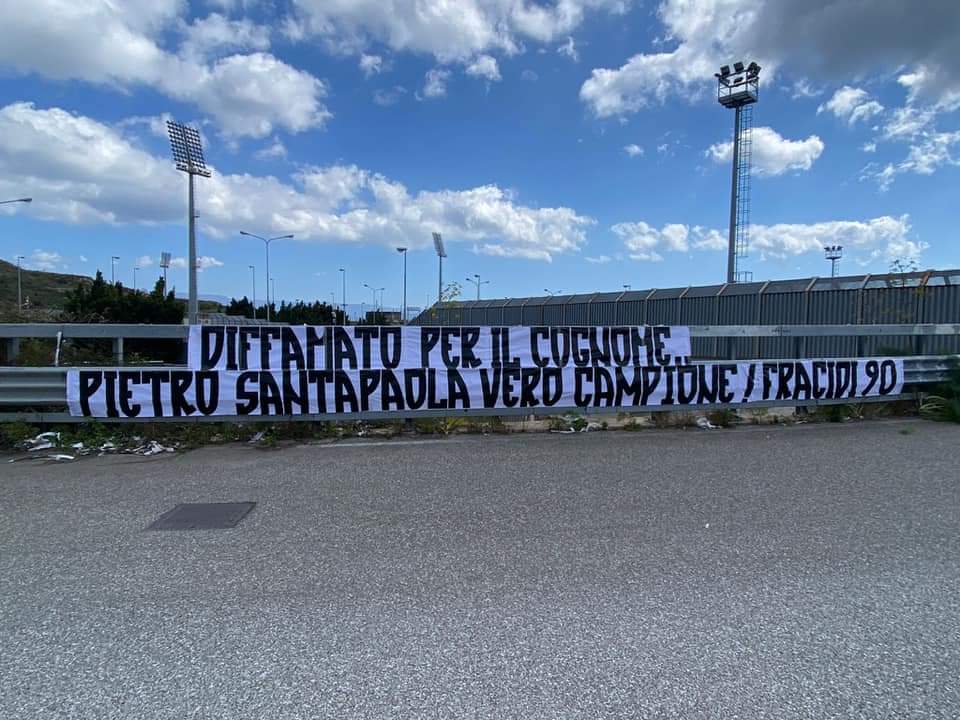 DIFFAMATO PER IL COGNOME..
PIETRO SANTAPAOLA VERO CAMPIONE! FRACIDI 90